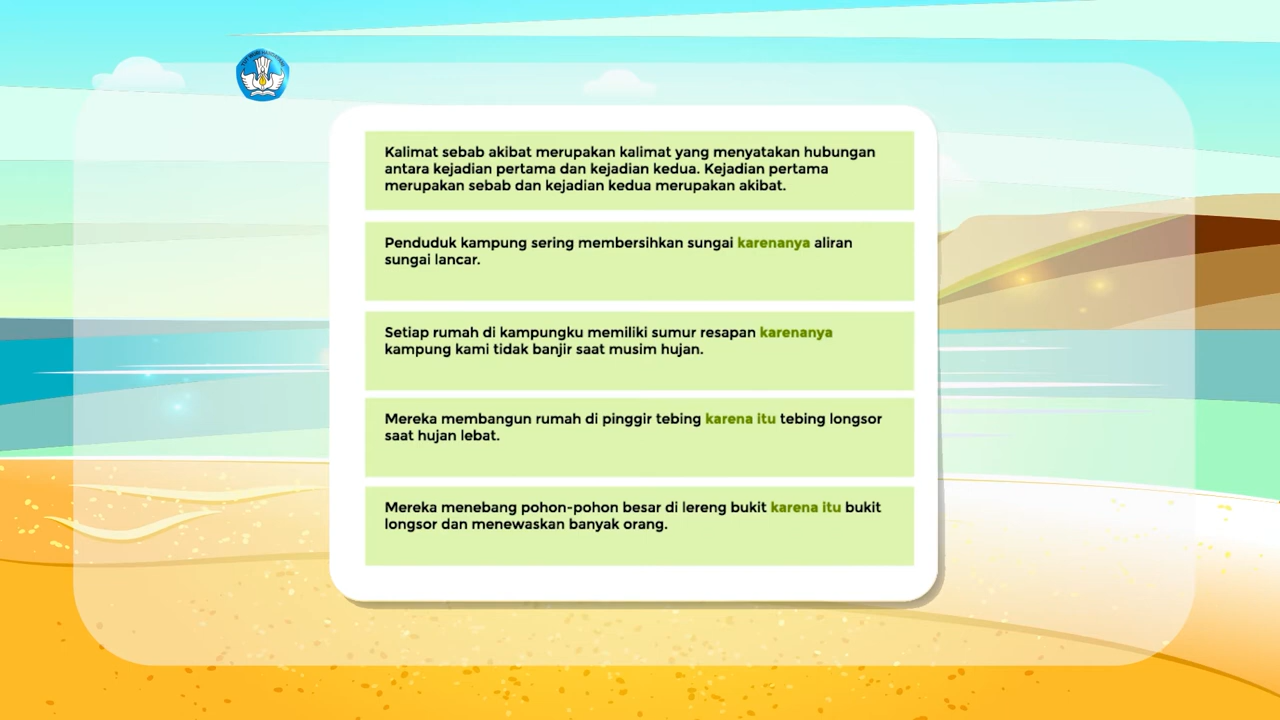 Kalimat sebab akibat merupakan kalimat yang menyatakan hubungan
antara kejadian pertama dan kejadian kedua. Kejadian pertama
merupakan sebab dan kejadian kedua merupakan akibat.
Penduduk kampung sering membersihkan sungai karenanya aliran
sungai lancar.
Setiap rumah di kampungku memiliki sumur resapan karenanya
kampung kami tidak banjir saat musim hujan.
Mereka membangun rumah di pinggir tebing karena itu tebing longsor
saat hujan lebat.
Mereka menebang pohon-pohon besar di lereng bukit karena itu bukit
longsor dan menewaskan banyak orang.